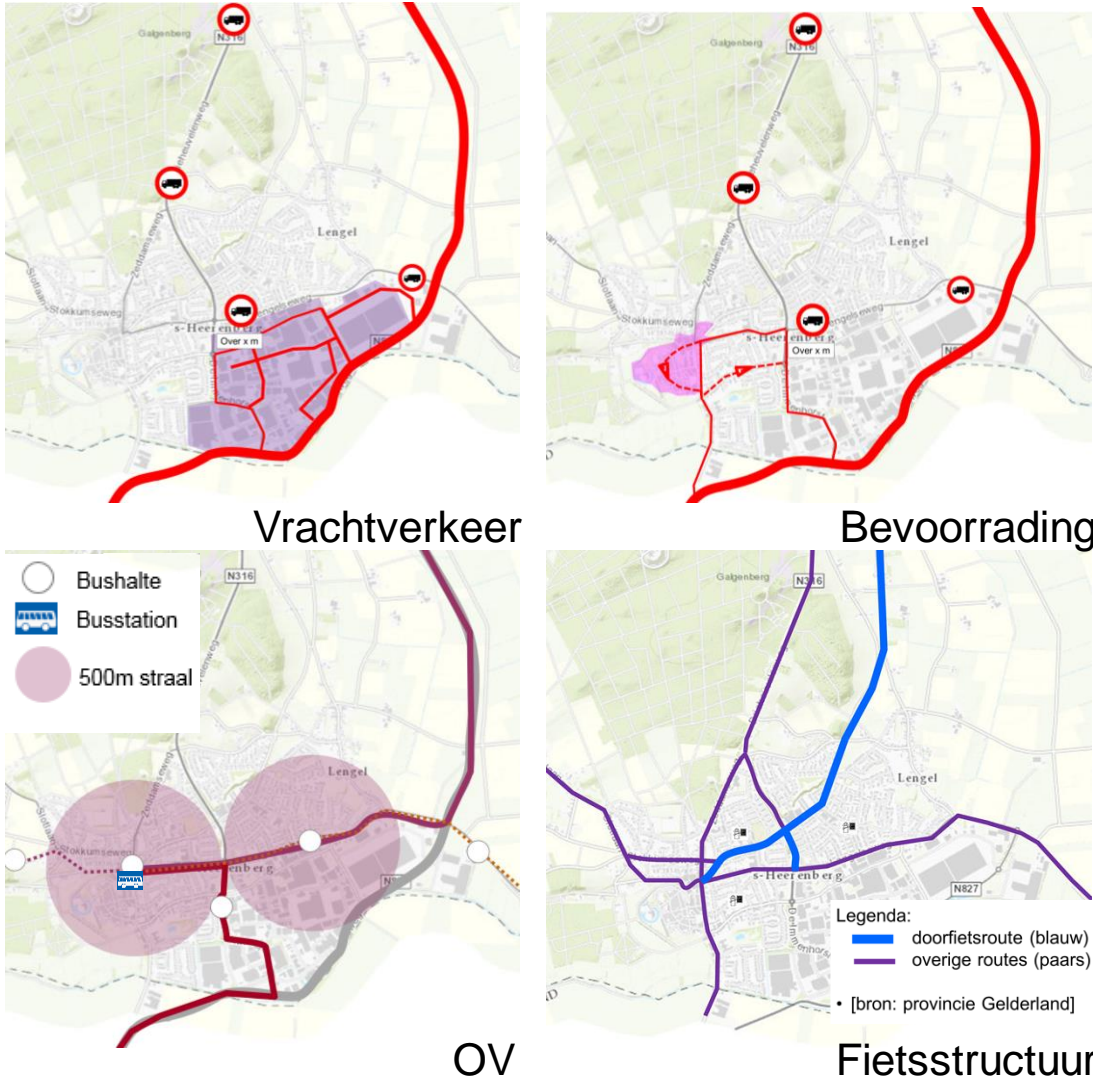 Galgenberg
N316
Zeddamseweg
Lengel
Stokkumseweg
s-Heerenberg
Over x m
Vrachtverkeer
Galgenberg
N316
Zeddamseweg
Lengel
Stokkumseweg
s-Heerenberg
Over x m
Bevoorrading
Bushalte
Busstation
500m straal
N316
Zeddamseweg
Lengel
Stokkumseweg
OV
Galgenberg
N316
Lengel
s-Heerenberg
N827
Legenda:
doorfietsroute (blauw)
overige routes (paars)
• [bron: provincie Gelderland]
Fietsstructuur